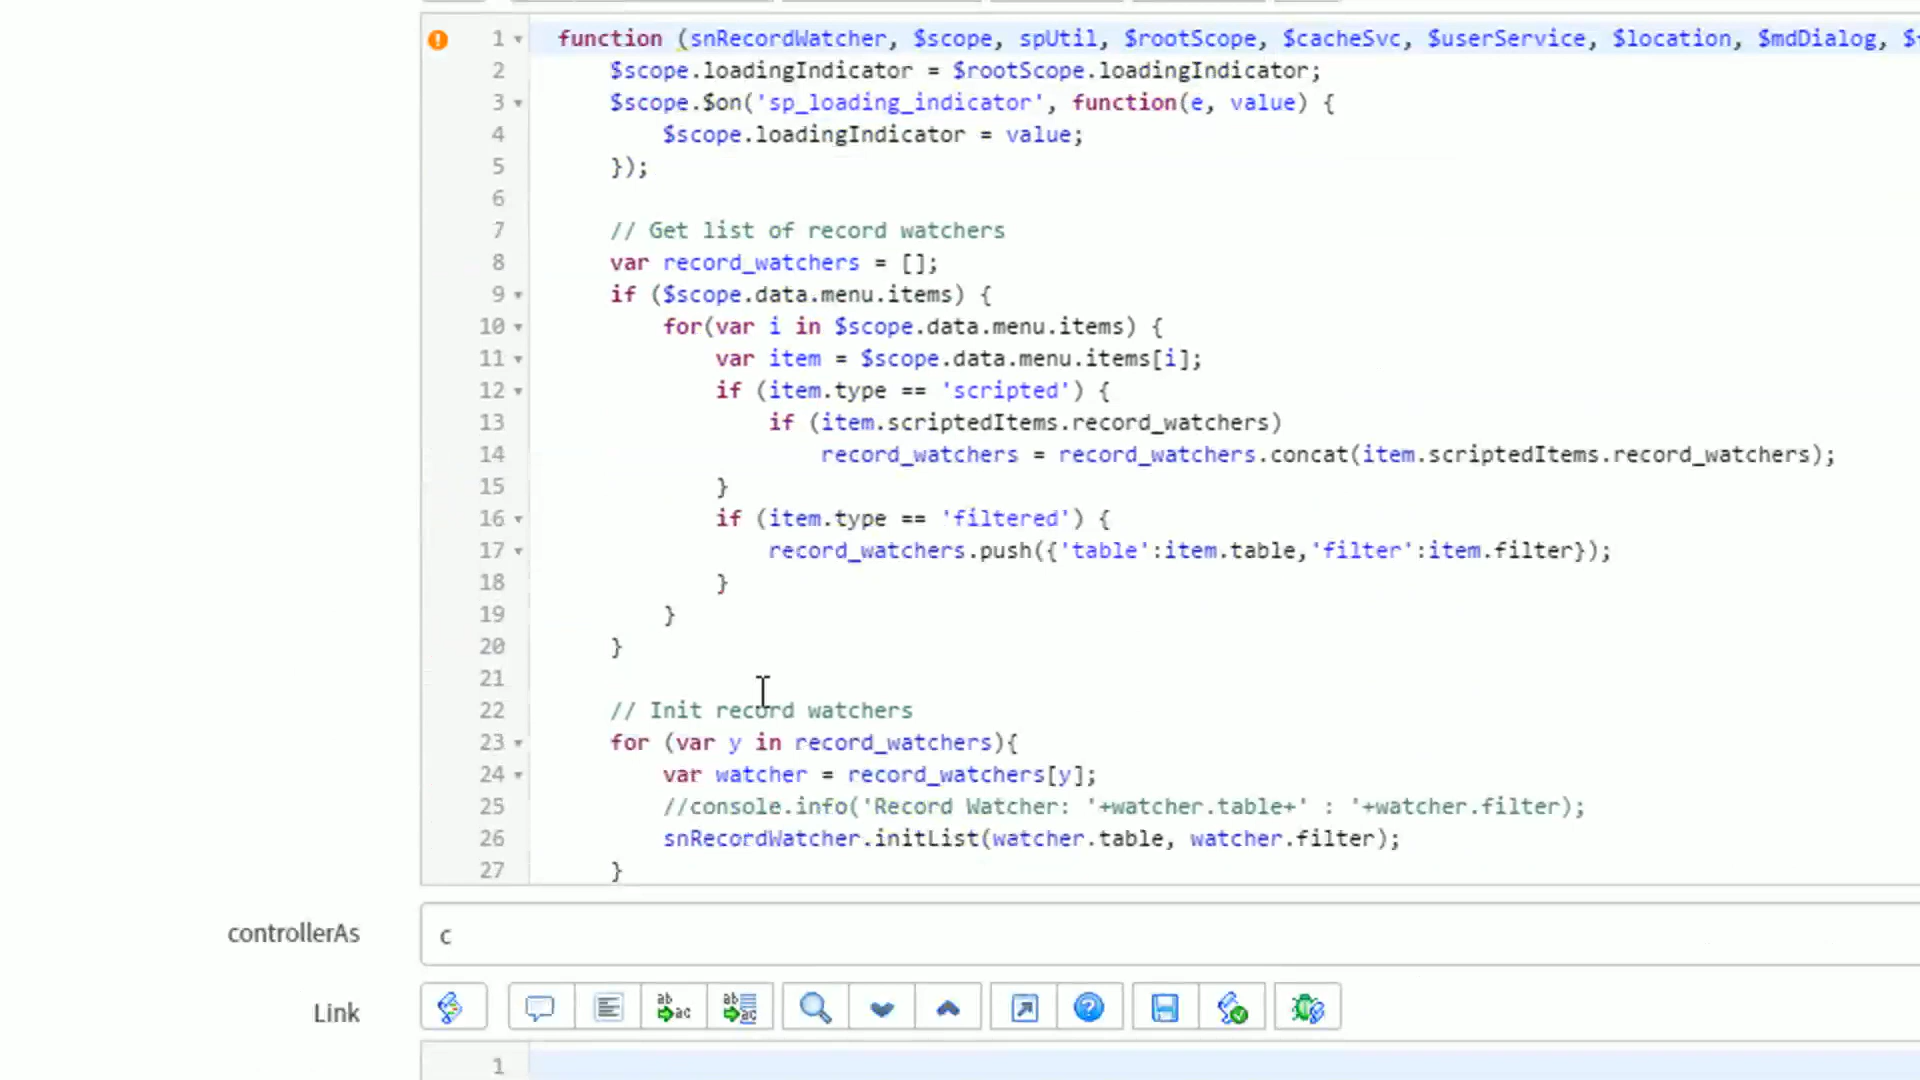 1 function (snRecordWatcher, $scope, spUtil, $rootScope, $cacheSvc, $userService, $location, $mdDialog,
2 $scope.loadingIndicator = $rootScope.loadingIndicator;
3 $scope.$on('sp_loading_indicator', function(e, value) {
4 $scope.loadingIndicator = value;
5 });
6
7 // Get list of record watchers
8 var record_watchers = [];
9 if ($scope.data.menu.items) {
10 for(var i in $scope.data.menu.items) {
11 var item = $scope.data.menu.items[i];
12 if (item.type == 'scripted') {
13 if (item.scriptedItems.record_watchers)
14 record_watchers = record_watchers.concat(item.scriptedItems.record_watchers);
15 }
16 if (item.type == 'filtered') {
17 record_watchers.push({'table':item.table,'filter':item.filter});
18 }
19 }
20 }
21
22 // Init record watchers
23 for (var y in record_watchers){
24 var watcher = record_watchers[y];
25 //console.info('Record Watcher: '+watcher.table+' : '+watcher.filter);
26 snRecordWatcher.initList(watcher.table, watcher.filter);
27 }
controllerAs
c
Link
1